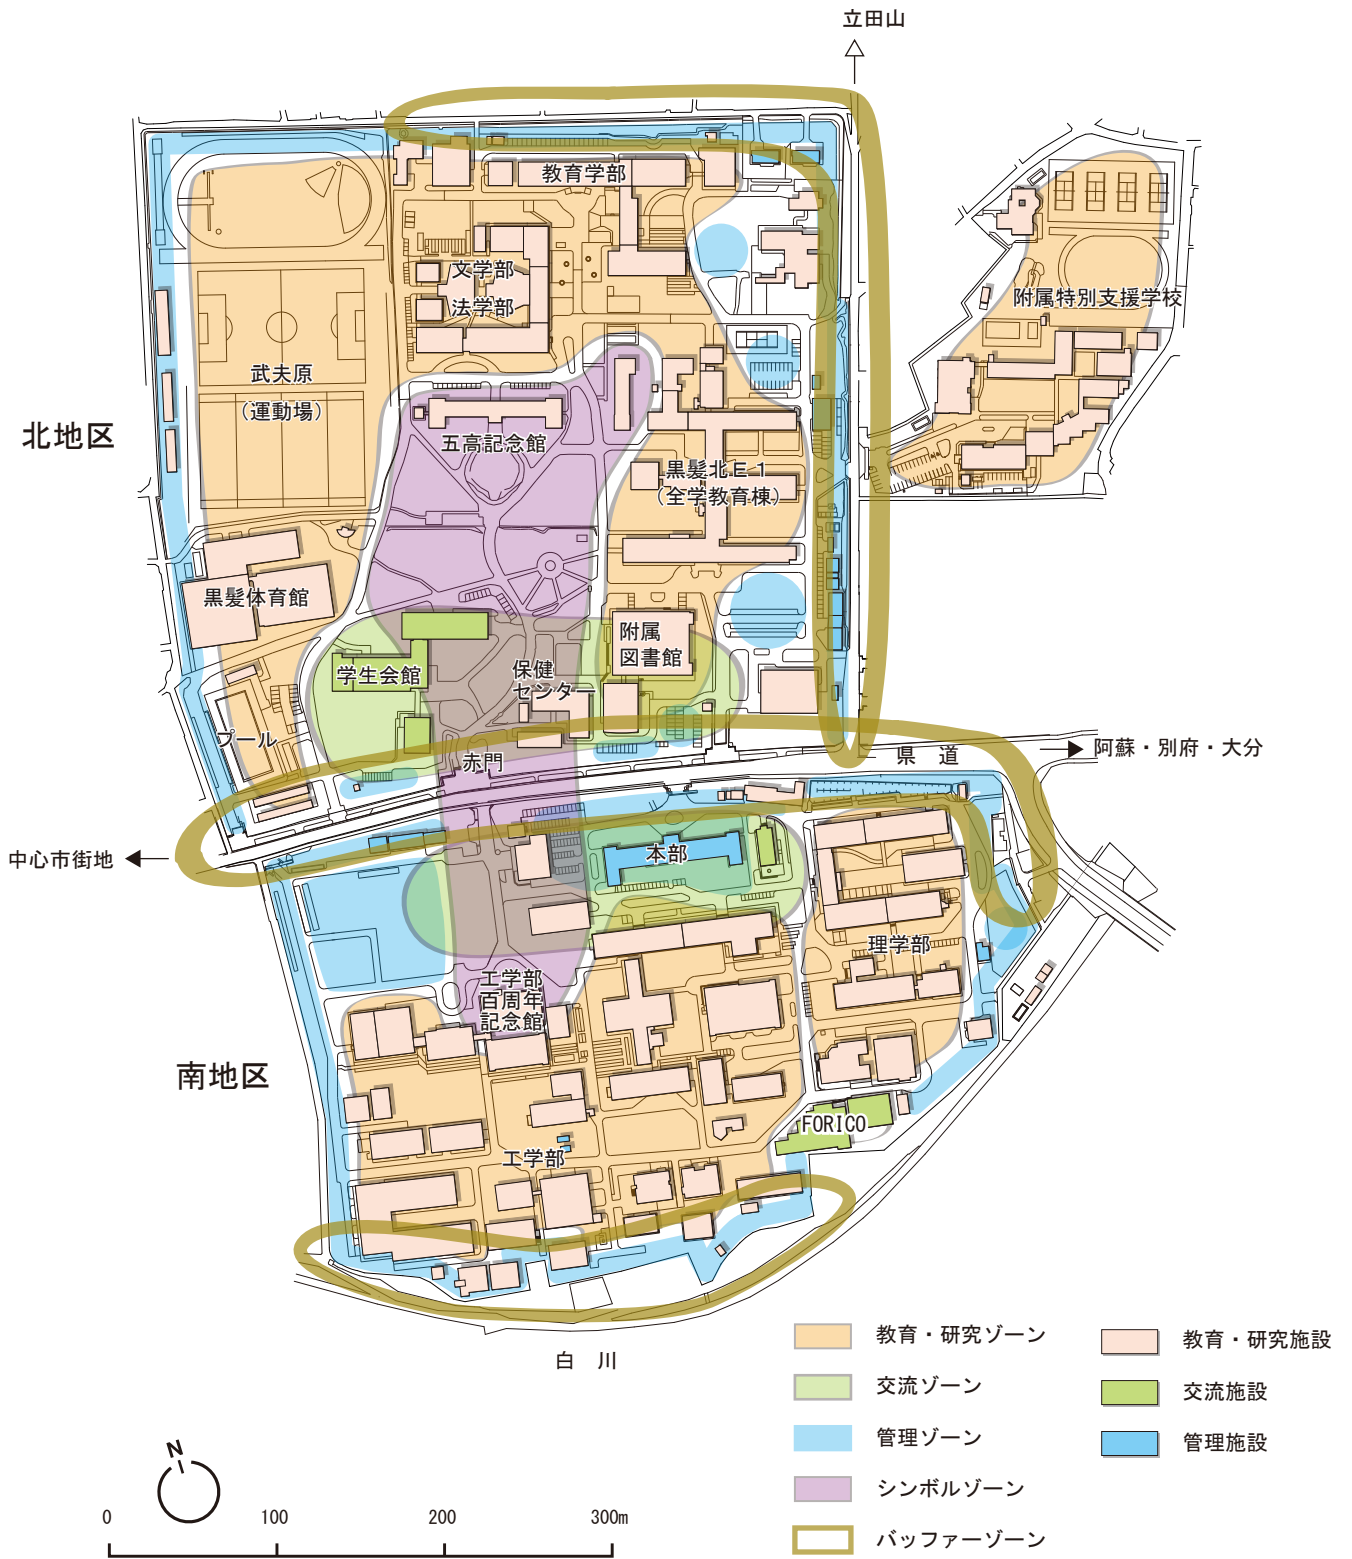 立田山
教育学部
文学部
法学部
附属特別支援学校
武夫原
（運動場）
北地区
五高記念館
黒髪北E1
（全学教育棟）
黒髪体育館
附属
図書館
学生会館
保健
センター
プール
赤門
県　道
阿蘇・別府・大分
中心市街地
本部
理学部
工学部
百周年
記念館
南地区
FORICO
工学部
白　川
教育・研究ゾーン
交流ゾーン
管理ゾーン
シンボルゾーン
バッファーゾーン
教育・研究施設
交流施設
管理施設
N
0 100 200 300m